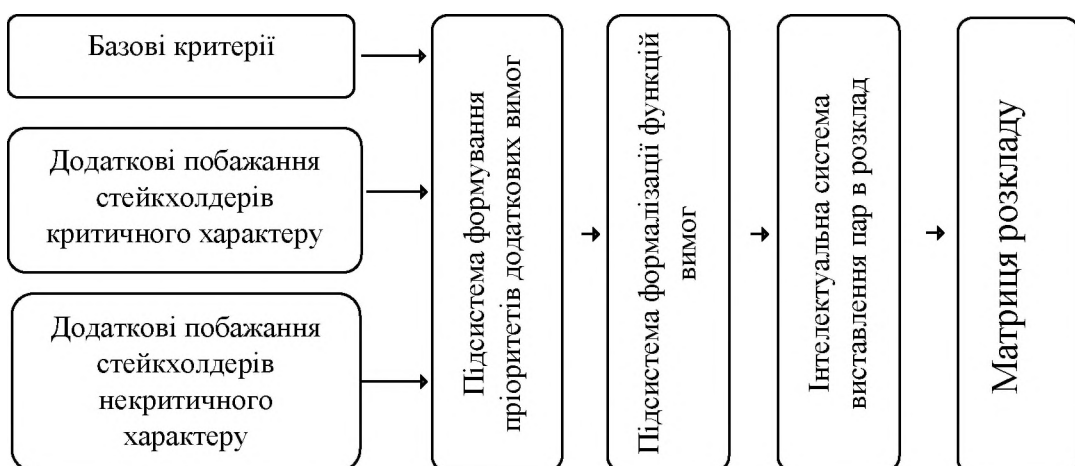 Базові критерії
Додаткові побажання
стейкхолдерів
критичного характеру
Додаткові побажання
стейкхолдерів
некритичного
характеру
Підсистема формування
пріоритетів додаткових вимог
Підсистема формалізації функцій
вимог
Інтелектуальна система
виставлення пар в розклад
Матриця розкладу